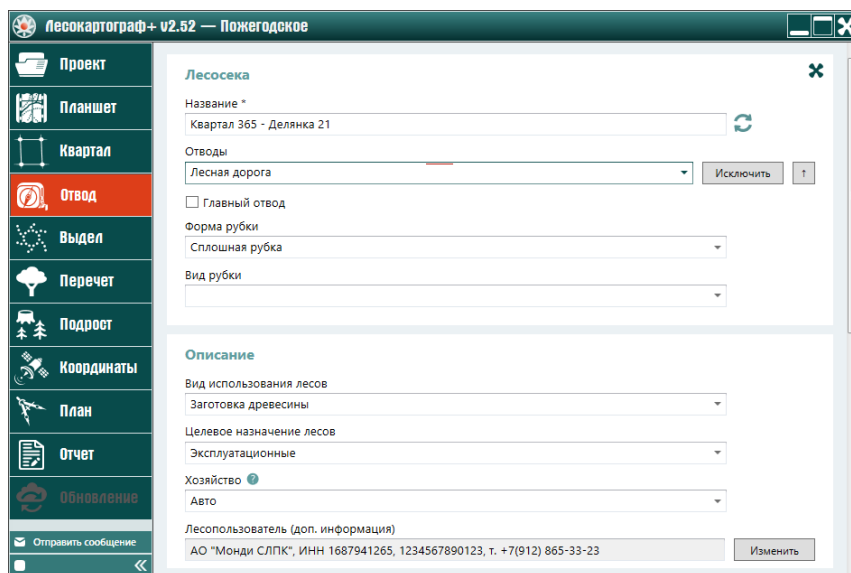 Лесокартограф+ v2.52 — Пожегодское
Проект
Планшет
Квартал
Отвод
Выдел
Перечет
Подрост
Координаты
План
Отчет
Обновление
Отправить сообщение
Лесосека
Название *
Квартал 365 - Делянка 21
Отводы
Лесная дорога
Исключить
↑
Главный отвод
Форма рубки
Сплошная рубка
Вид рубки
Описание
Вид использования лесов
Заготовка древесины
Целевое назначение лесов
Эксплуатационные
Хозяйство ?
Авто
Лесопользователь (доп. информация)
АО "Монди СЛПК", ИНН 1687941265, 1234567890123, т. +7(912) 865-33-23
Изменить